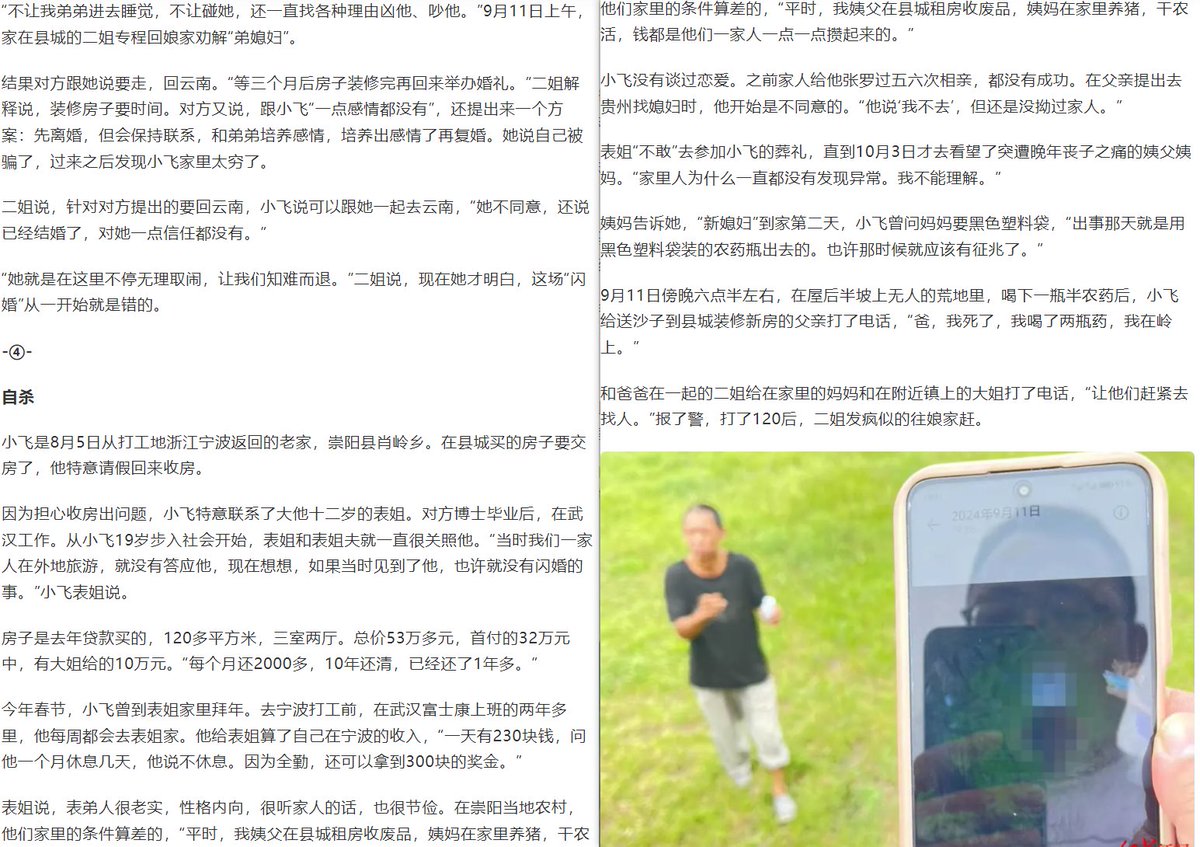 “不让我弟弟进去睡觉，不让碰她，还一直找各种理由凶他、吵他。”9月11日上午，
家在县城的二姐专程回娘家劝解“弟媳妇”。
结果对方跟她说要走，回云南。“等三个月后房子装修完再回来举办婚礼。”二姐解
释说，装修房子要时间。对方又说，跟小飞“一点感情都没有”，还提出来一个方
案：先离婚，但会保持联系，和弟弟培养感情，培养出感情了再复婚。她说自己被
骗了，过来之后发现小飞家里太穷了。
二姐说，针对对方提出的要回云南，小飞说可以跟她一起去云南，“她不同意，还说
已经结婚了，对她一点信任都没有。”
“她就是在这里不停无理取闹，让我们知难而退。”二姐说，现在她才明白，这场“闪
婚”从一开始就是错的。
-④-
自杀
小飞是8月5日从打工地浙江宁波返回的老家，崇阳县肖岭乡。在县城买的房子要交
房了，他特意请假回来收房。
因为担心收房出问题，小飞特意联系了大他十二岁的表姐。对方博士毕业后，在武
汉工作。从小飞19岁步入社会开始，表姐和表姐夫就一直很关照他。“当时我们一家
人在外地旅游，就没有答应他，现在想想，如果当时见到了他，也许就没有闪婚的
事。”小飞表姐说。
房子是去年贷款买的，120多平方米，三室两厅。总价53万多元，首付的32万元
中，有大姐给的10万元。“每个月还2000多，10年还清，已经还了1年多。”
今年春节，小飞曾到表姐家里拜年。去宁波打工前，在武汉富士康上班的两年多
里，他每周都会去表姐家。他给表姐算了自己在宁波的收入，“一天有230块钱，问
他一个月休息几天，他说不休息。因为全勤，还可以拿到300块的奖金。”
表姐说，表弟人很老实，性格内向，很听家人的话，也很节俭。在崇阳当地农村，
他们家里的条件算差的，“平时，我姨父在县城租房收废品，姨妈在家里养猪，干农
他们家里的条件算差的，“平时，我姨父在县城租房收废品，姨妈在家里养猪，干农
活，钱都是他们一家人一点一点攒起来的。”
小飞没有谈过恋爱。之前家人给他张罗过五六次相亲，都没有成功。在父亲提出去
贵州找媳妇时，他开始是不同意的。“他说‘我不去’，但还是没拗过家人。”
表姐“不敢”去参加小飞的葬礼，直到10月3日才去看望了突遭晚年丧子之痛的姨父姨
妈。“家里人为什么一直都没有发现异常。我不能理解。”
姨妈告诉她，“新媳妇”到家第二天，小飞曾问妈妈要黑色塑料袋，“出事那天就是用
黑色塑料袋装的农药瓶出去的。也许那时候就应该有征兆了。“
9月11日傍晚六点半左右，在屋后半坡上无人的荒地里，喝下一瓶半农药后，小飞
给送沙子到县城装修新房的父亲打了电话，“爸，我死了，我喝了两瓶药，我在岭
上。”
和爸爸在一起的二姐给在家里的妈妈和在附近镇上的大姐打了电话，“让他们赶紧去
找人。”报了警，打了120后，二姐发疯似的往娘家赶。
2024年9月11日